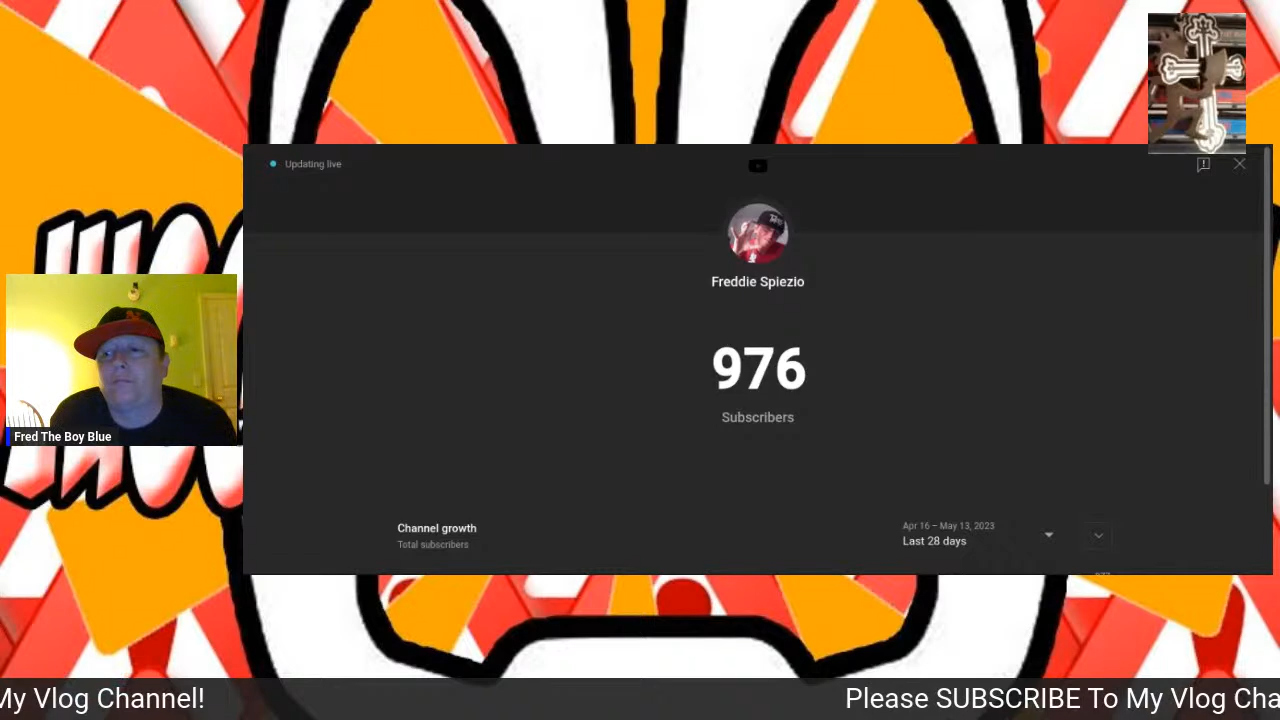 Updating live
Freddie Spiezio
976
Subscribers
Fred The Boy Blue
Channel growth
Total subscribers
Apr 16 – May 13, 2023
Last 28 days
My Vlog Channel!
Please SUBSCRIBE To My Vlog Cha